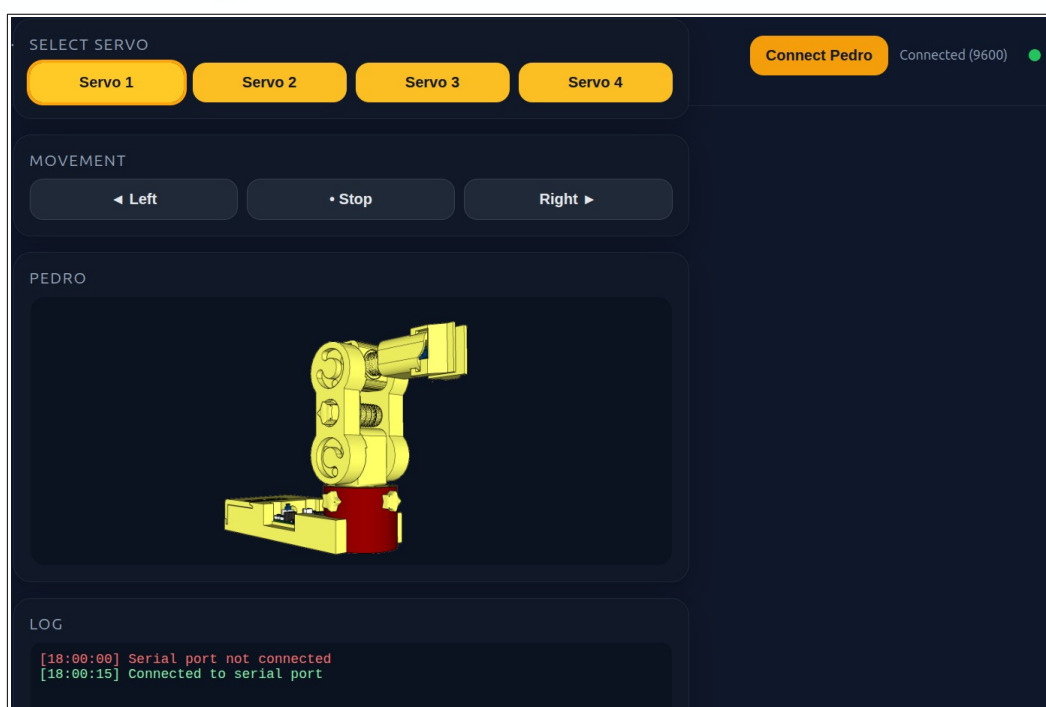 SELECT SERVO
Servo 1 Servo 2 Servo 3 Servo 4
Connect Pedro Connected (9600)
MOVEMENT
◄ Left • Stop Right ►
PEDRO
LOG
[18:00:00] Serial port not connected
[18:00:15] Connected to serial port